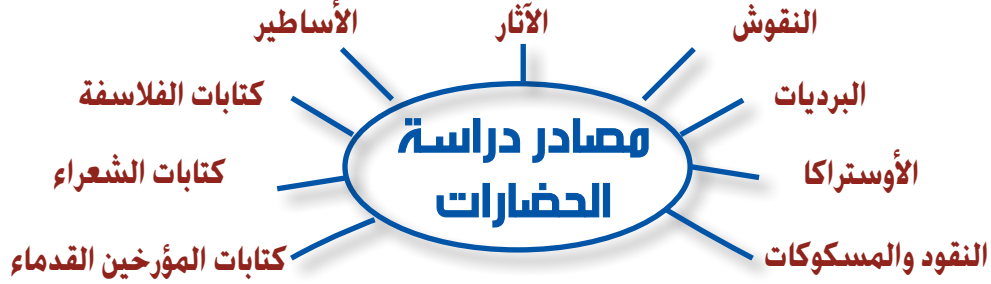 النقوش
الآثار
الأساطير
البرديات
كتابات الفلاسفة
مصادر دراسة
الحضارات
الأوستراكا
كتابات الشعراء
النقود والمسكوكات
كتابات المؤرخين القدماء